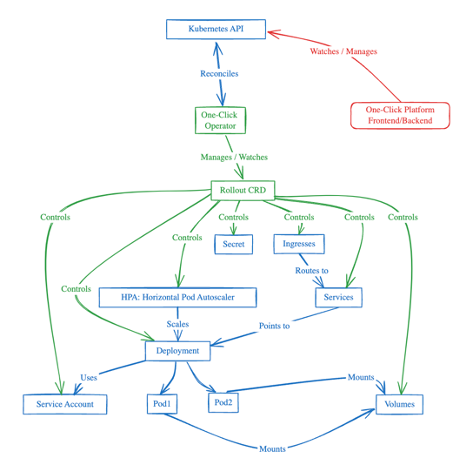 Kubernetes API
Watches / Manages
Reconciles
One-Click Platform
Frontend/Backend
One-Click
Operator
Manages / Watches
Rollout CRD
Controls
Controls
Controls
Controls
Controls
Controls
Secret
Ingresses
Routes to
Controls
HPA: Horizontal Pod Autoscaler
Services
Scales
Points to
Deployment
Uses
Mounts
Service Account
Pod1
Pod2
Volumes
Mounts